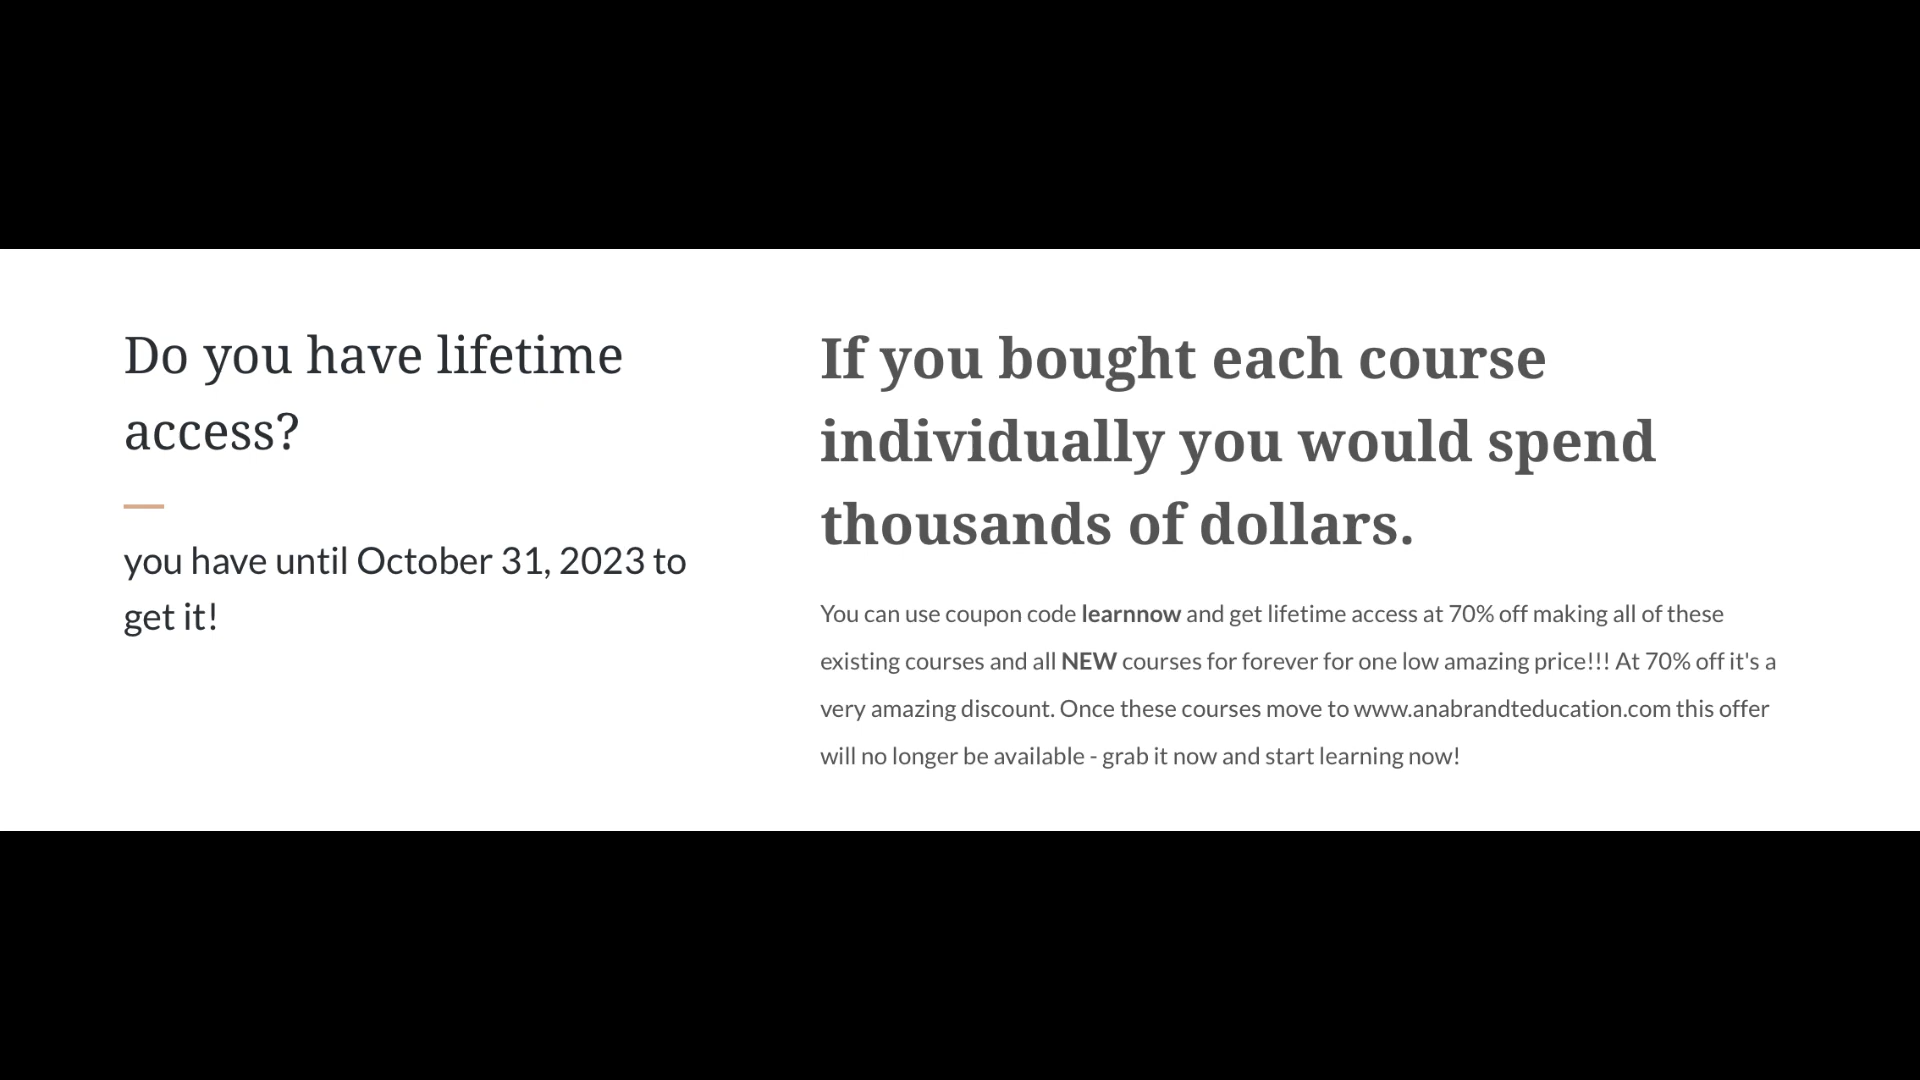 Do you have lifetime
access?
you have until October 31, 2023 to
get it!
If you bought each course
individually you would spend
thousands of dollars.
You can use coupon code learnnow and get lifetime access at 70% off making all of these
existing courses and all NEW courses for forever for one low amazing price!!! At 70% off it's a
very amazing discount. Once these courses move to www.anabrandteducation.com this offer
will no longer be available - grab it now and start learning now!